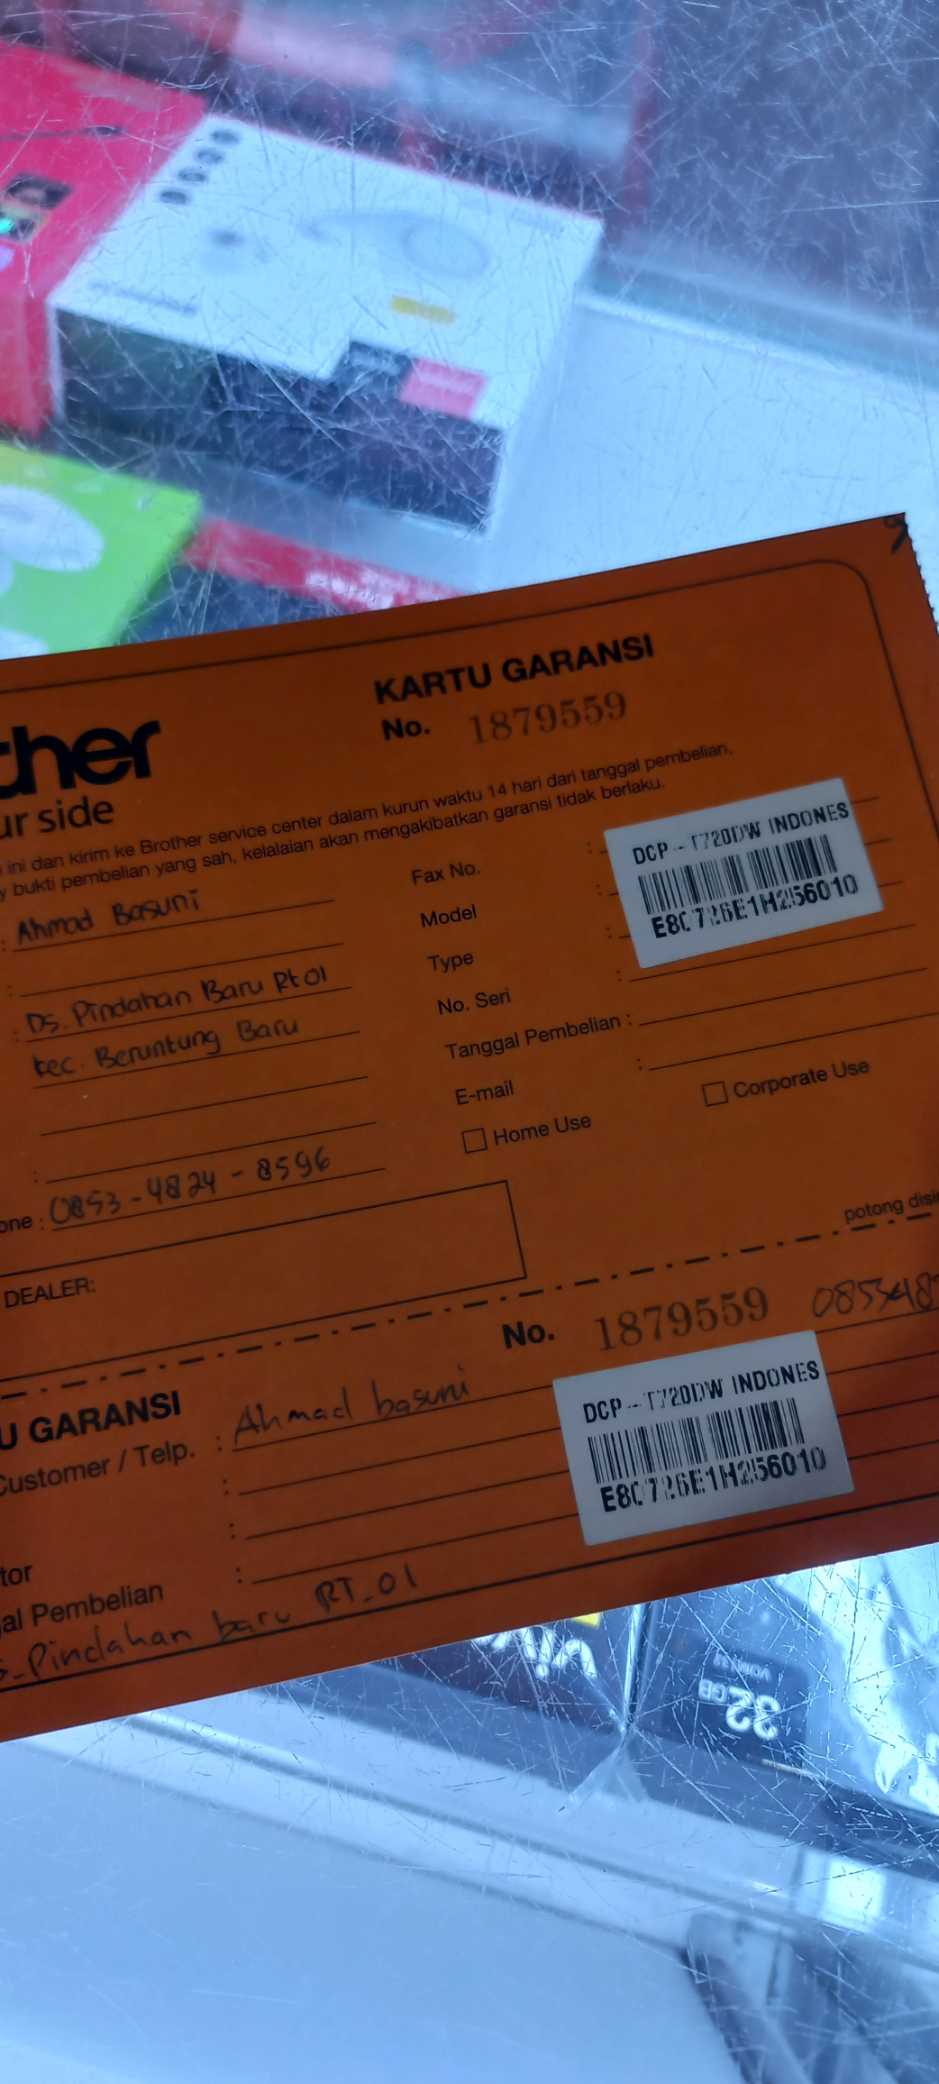 KARTU GARANSI
No. 1879559
ther
ur side
ini dan kirim ke Brother service center dalam kurun waktu 14 hari dari tanggal pembelian.
y bukti pembelian yang sah, kelalaian akan mengakibatkan garansi tidak berlaku.
: Ahmad Basuni
:
: Ds. Pindahan Baru Rt 01
kec. Beruntung Baru
:
one : 0853-4824-8596
DEALER:
Fax No. :
Model :
Type :
No. Seri :
Tanggal Pembelian :
E-mail :
Home Use
Corporate Use
DCP-T720DW INDONES
E80726E1H256010
potong disi
No. 1879559 0853482
U GARANSI
Customer / Telp. : Ahmad basuni
:
:
tor :
al Pembelian
s. Pindahan baru RT. 01
DCP-T720DW INDONES
E80726E1H256010
32GB